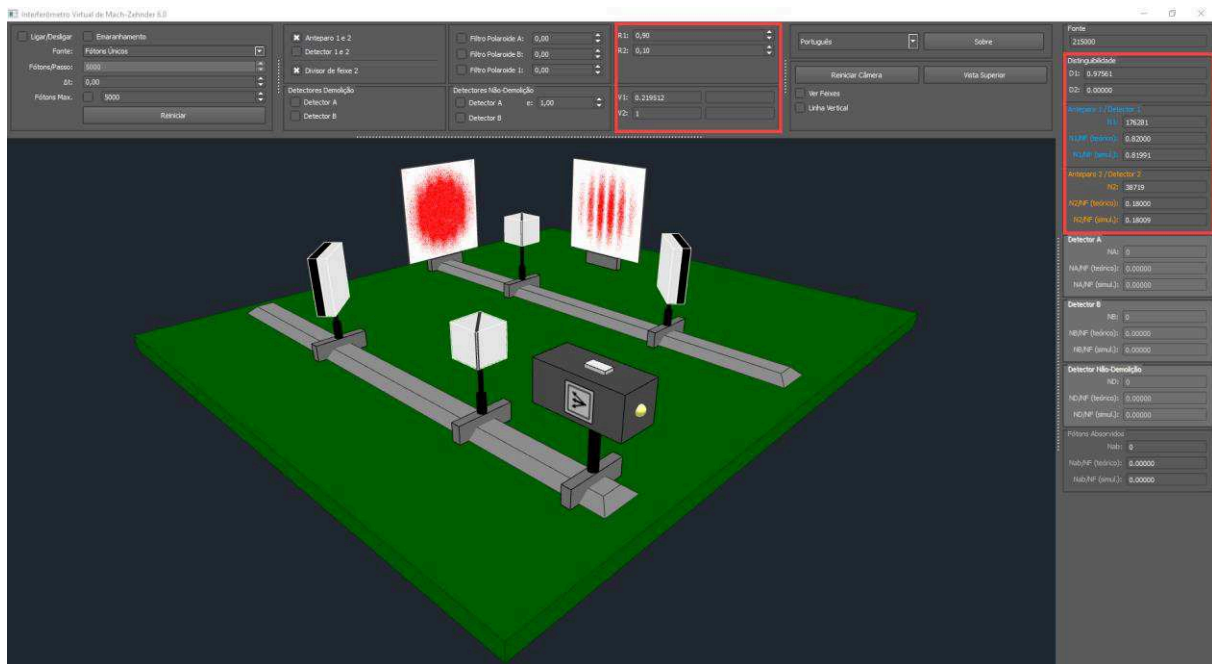 Interferômetro Virtual de Mach-Zehnder 6.0
Ligar/Desligar
Emaranhamento
Fonte: Fótons Únicos
Fótons/Passo: 5000
Δt: 0,00
Fótons Max. 5000
Reiniciar
Anteparo 1 e 2
Detector 1 e 2
Divisor de feixe 2
Detectores Demolição
Detector A
Detector B
Filtro Polaroide A: 0,00
Filtro Polaroide B: 0,00
Filtro Polaroide 1: 0,00
Detectores Não-Demolição
Detector A e: 1,00
Detector B
R1: 0,90
R2: 0,10
V1: 0.219512
V2: 1
Português
Sobre
Reiniciar Câmera
Vista Superior
Ver Feixes
Linha Vertical
Fonte
215000
Distinguibilidade
D1: 0.97561
D2: 0.00000
Anteparo 1 / Detector 1
N1: 176281
N1/NF (teórico): 0.82000
N1/NF (simul.): 0.81991
Anteparo 2 / Detector 2
N2: 38719
N2/NF (teórico): 0.18000
N2/NF (simul.): 0.18009
Detector A
NA: 0
NA/NF (teórico): 0.00000
NA/NF (simul.): 0.00000
Detector B
NB: 0
NB/NF (teórico): 0.00000
NB/NF (simul.): 0.00000
Detector Não-Demolição
ND: 0
ND/NF (teórico): 0.00000
ND/NF (simul.): 0.00000
Fótons Absorvidos
Nab: 0
Nab/NF (teórico): 0.00000
Nab/NF (simul.): 0.00000